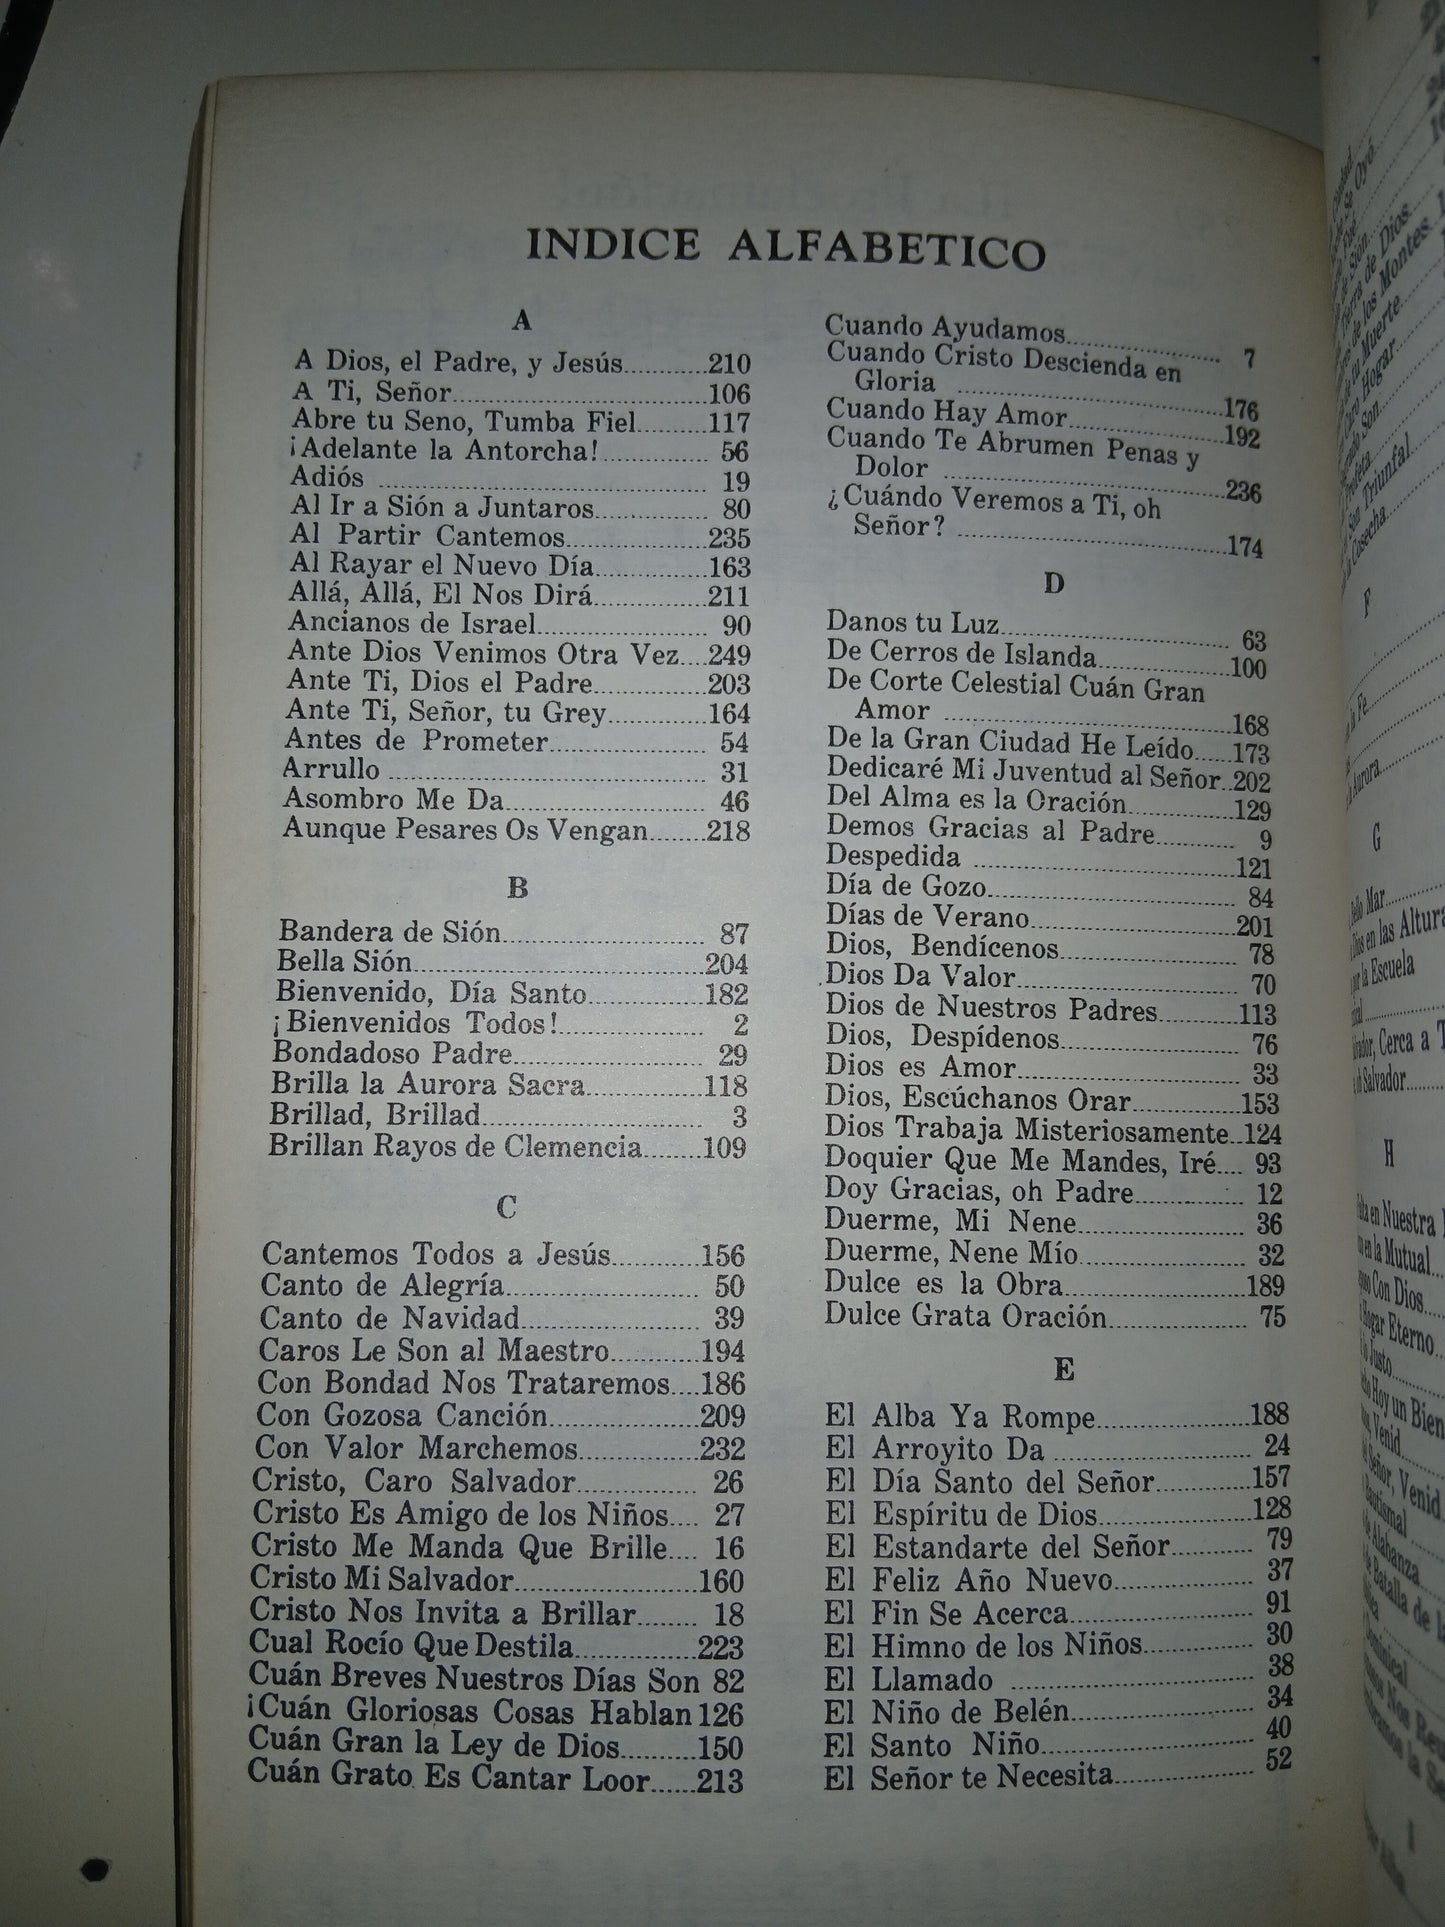 INDICE ALFABETICO
A
A Dios, el Padre, y Jesús............210
A Ti, Señor....................................106
Abre tu Seno, Tumba Fiel..........117
¡Adelante la Antorcha!............... 56
Adiós ............................................... 19
Al Ir a Sión a Juntaros................ 80
Al Partir Cantemos....................235
Al Rayar el Nuevo Día................163
Allá, Allá, El Nos Dirá................211
Ancianos de Israel........................ 90
Ante Dios Venimos Otra Vez....249
Ante Ti, Dios el Padre................203
Ante Ti, Señor, tu Grey..............164
Antes de Prometer...................... 54
Arrullo ............................................. 31
Asombro Me Da............................ 46
Aunque Pesares Os Vengan........218
B
Bandera de Sión............................. 87
Bella Sión.........................................204
Bienvenido, Día Santo................182
¡Bienvenidos Todos!.................... 2
Bondadoso Padre.......................... 29
Brilla la Aurora Sacra................118
Brillad, Brillad............................... 3
Brillan Rayos de Clemencia........109
C
Cantemos Todos a Jesús............156
Canto de Alegría............................ 50
Canto de Navidad......................... 39
Caros Le Son al Maestro............194
Con Bondad Nos Trataremos....186
Con Gozosa Canción....................209
Con Valor Marchemos................232
Cristo, Caro Salvador................. 26
Cristo Es Amigo de los Niños.... 27
Cristo Me Manda Que Brille.... 16
Cristo Mi Salvador........................160
Cristo Nos Invita a Brillar........ 18
Cual Rocío Que Destila................223
Cuán Breves Nuestros Días Son 82
¡Cuán Gloriosas Cosas Hablan 126
Cuán Gran la Ley de Dios..........150
Cuán Grato Es Cantar Loor......213
Cuando Ayudamos...................... 7
Cuando Cristo Descienda en
Gloria ....................................176
Cuando Hay Amor....................192
Cuando Te Abrumen Penas y
Dolor ......................................236
¿Cuándo Veremos a Ti, oh
Señor? ....................................174
D
Danos tu Luz................................ 63
De Cerros de Islanda..................100
De Corte Celestial Cuán Gran
Amor ......................................168
De la Gran Ciudad He Leído......173
Dedicaré Mi Juventud al Señor..202
Del Alma es la Oración................129
Demos Gracias al Padre............ 9
Despedida ....................................121
Día de Gozo.................................. 84
Días de Verano............................201
Dios, Bendícenos........................ 78
Dios Da Valor.............................. 70
Dios de Nuestros Padres............113
Dios, Despídenos........................ 76
Dios es Amor.............................. 33
Dios, Escúchanos Orar..............153
Dios Trabaja Misteriosamente..124
Doquier Que Me Mandes, Iré.... 93
Doy Gracias, oh Padre.............. 12
Duerme, Mi Nene...................... 36
Duerme, Nene Mío.................... 32
Dulce es la Obra........................189
Dulce Grata Oración.................. 75
E
El Alba Ya Rompe....................188
El Arroyito Da .......................... 24
El Día Santo del Señor..............157
El Espíritu de Dios....................128
El Estandarte del Señor............ 79
El Feliz Año Nuevo.................... 37
El Fin Se Acerca........................ 91
El Himno de los Niños.............. 30
El Llamado ................................ 38
El Niño de Belén........................ 34
El Santo Niño............................ 40
El Señor te Necesita.................. 52
F
G
H
I